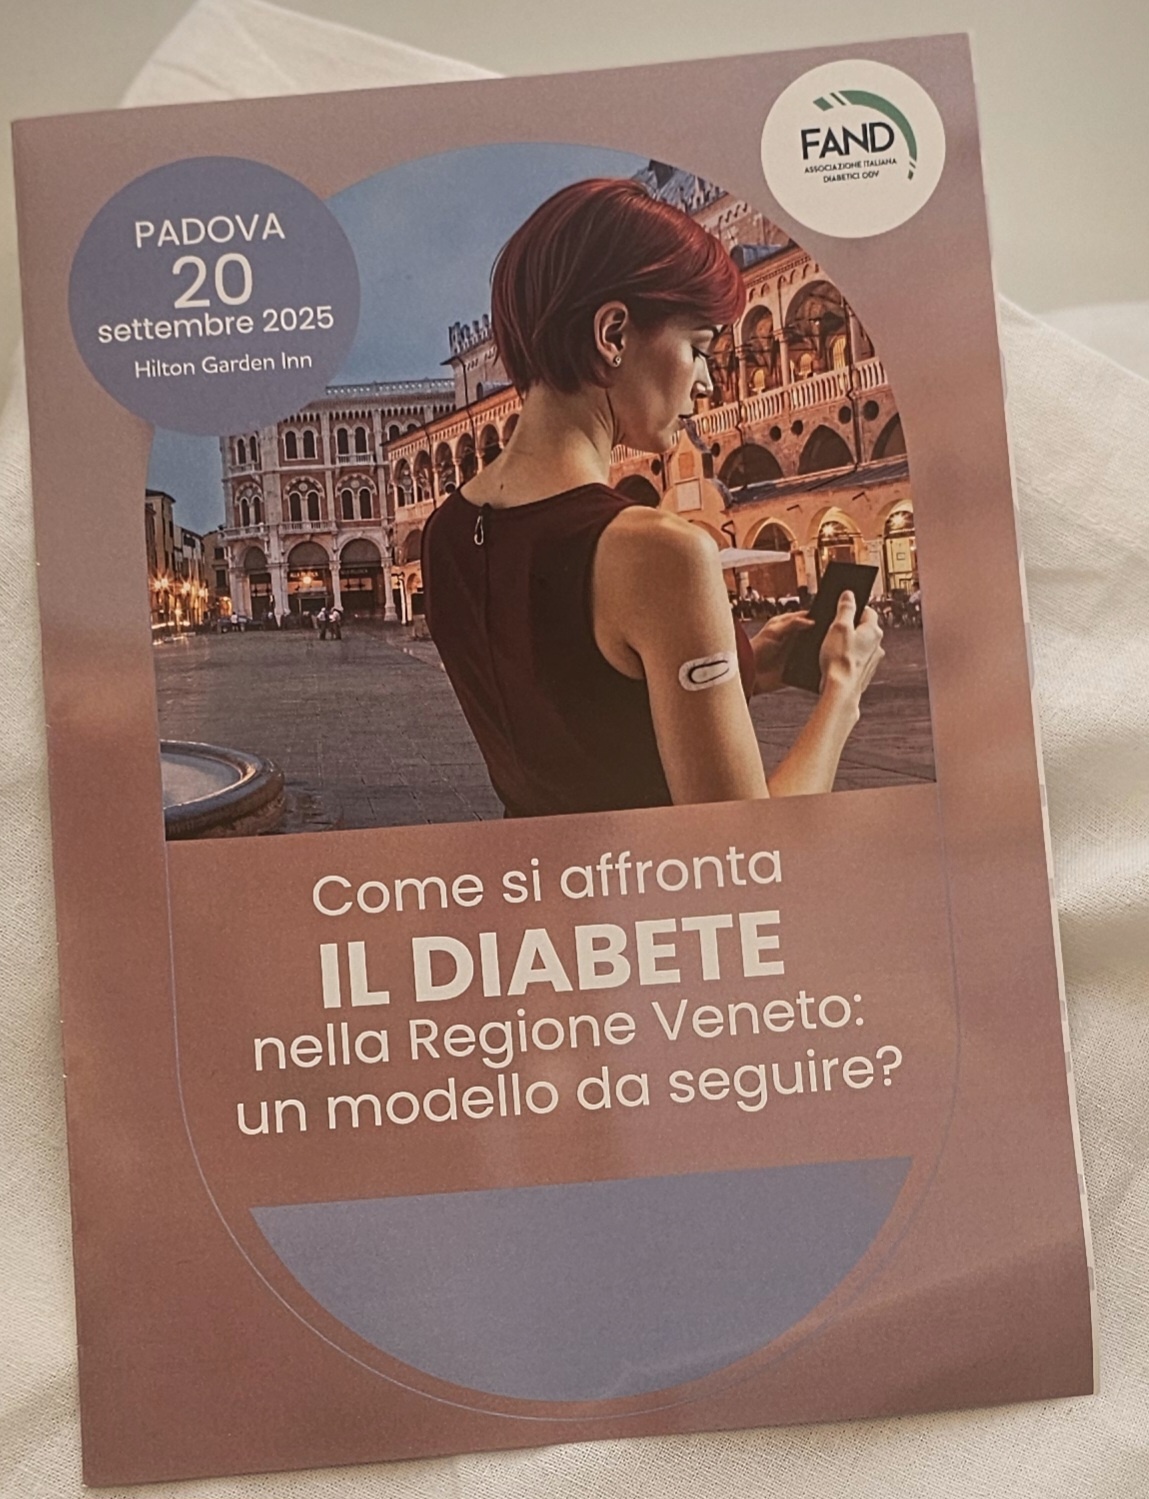 PADOVA
20
settembre 2025
Hilton Garden Inn
FAND
ASSOCIAZIONE ITALIANA
DIABETICI ODV
Come si affronta
IL DIABETE
nella Regione Veneto:
un modello da seguire?